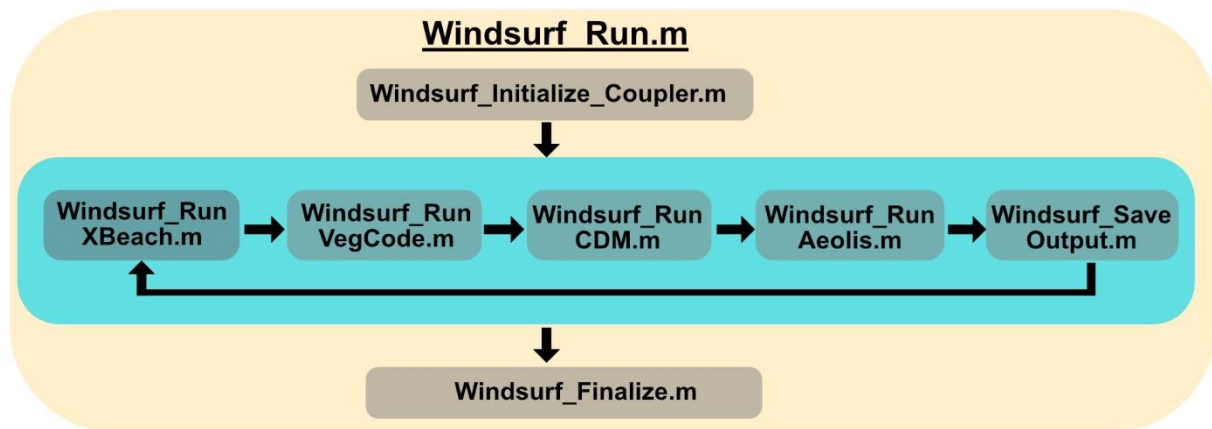 Windsurf_Run.m
Windsurf_Initialize_Coupler.m
Windsurf_Run
XBeach.m
Windsurf_Run
VegCode.m
Windsurf_Run
CDM.m
Windsurf_Run
Aeolis.m
Windsurf_Save
Output.m
Windsurf_Finalize.m